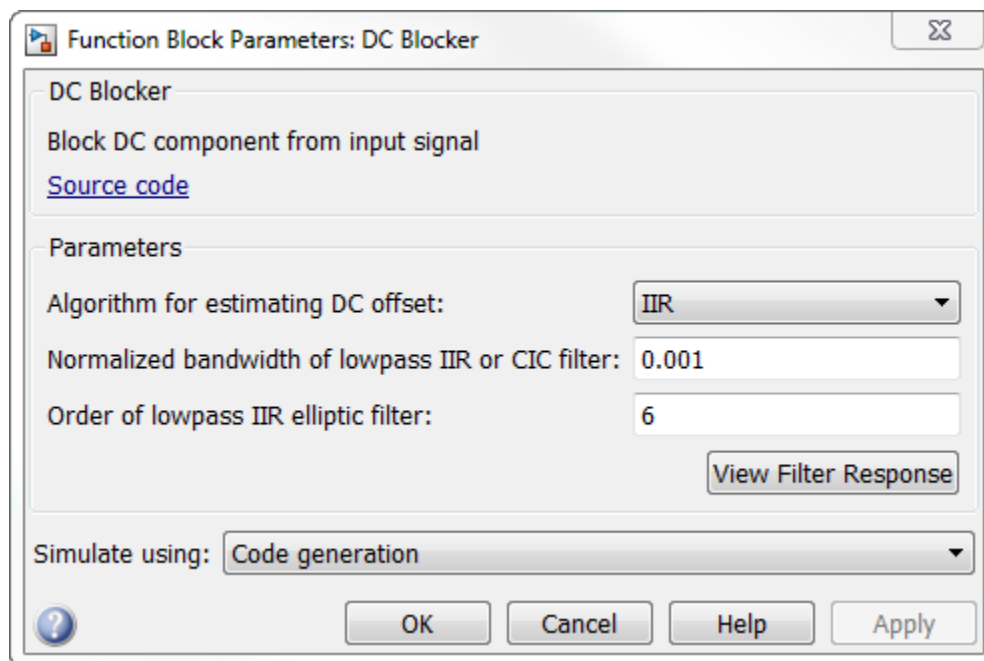 Function Block Parameters: DC Blocker
DC Blocker
Block DC component from input signal
Source code
Parameters
Algorithm for estimating DC offset: IIR
Normalized bandwidth of lowpass IIR or CIC filter: 0.001
Order of lowpass IIR elliptic filter: 6
View Filter Response
Simulate using: Code generation
? OK Cancel Help Apply